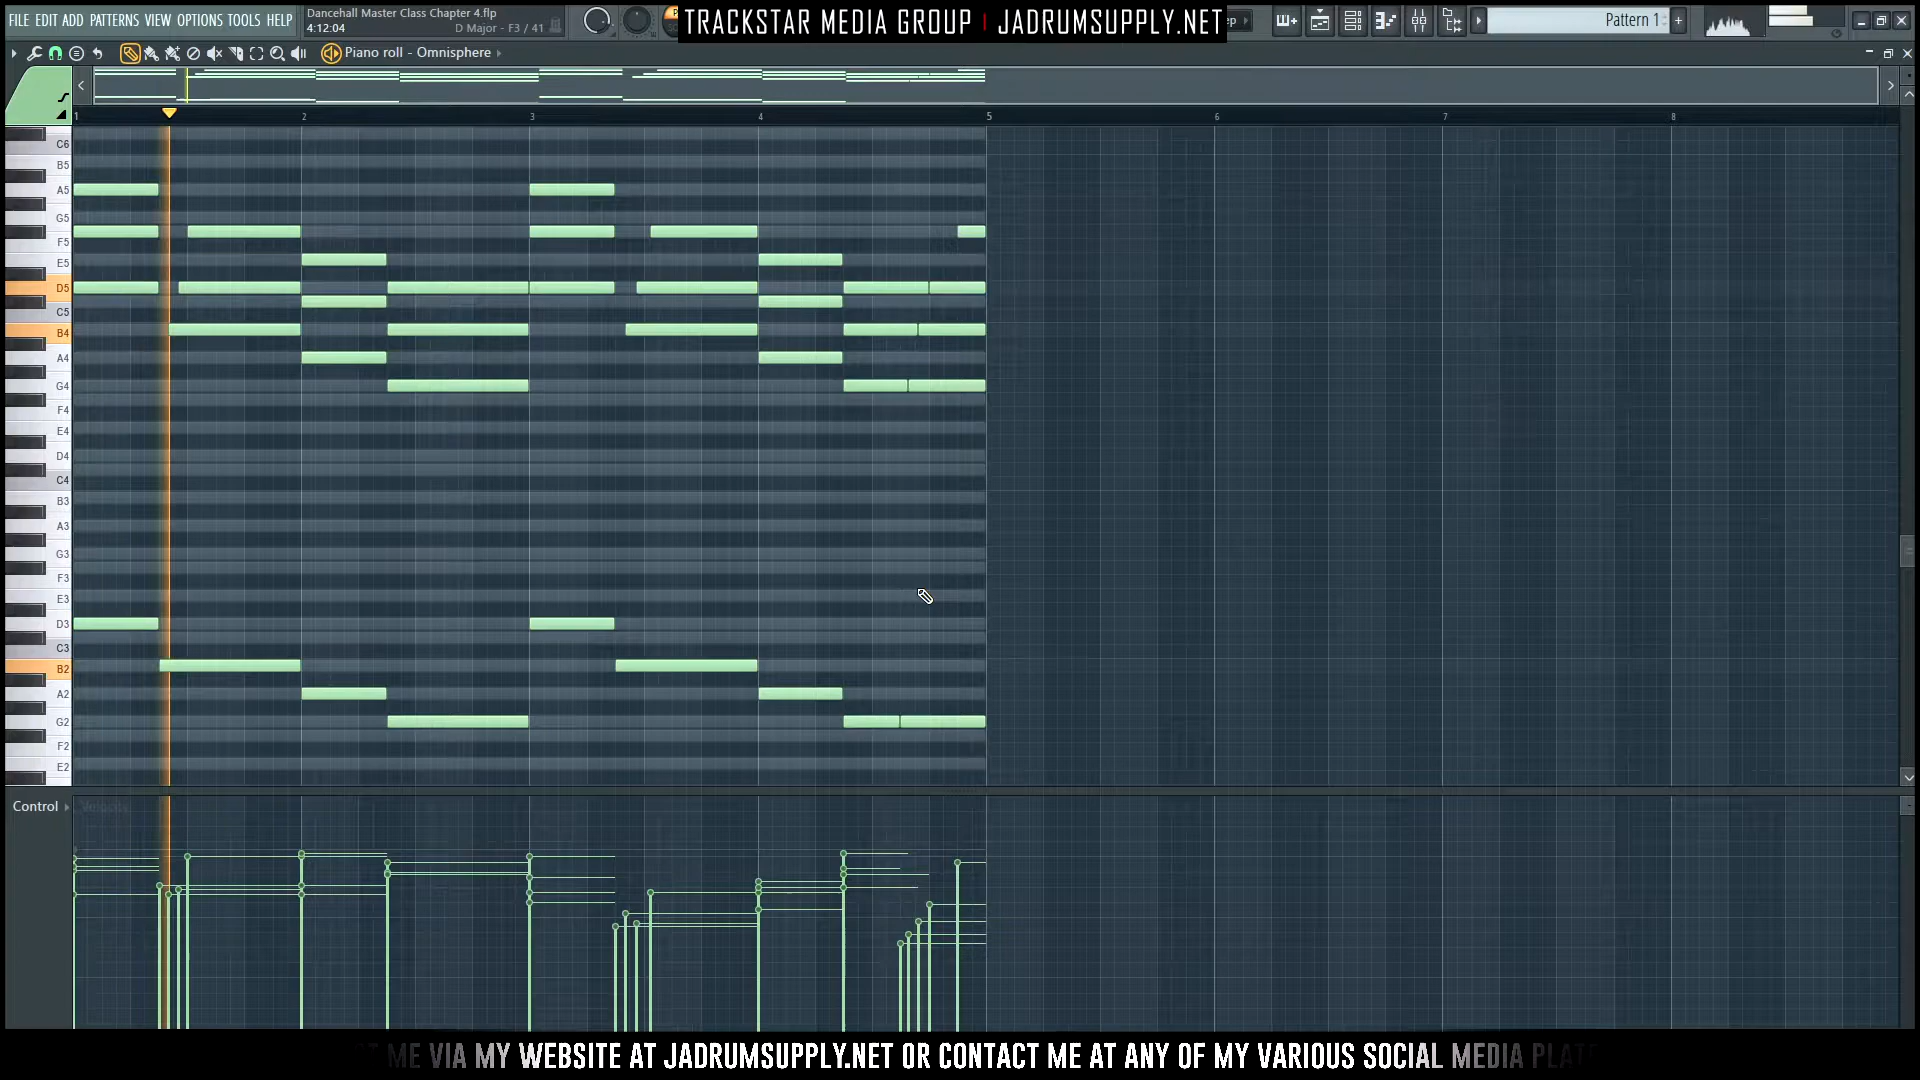 FILE EDIT ADD PATTERNS VIEW OPTIONS TOOLS HELP
Dancehall Master Class Chapter 4.flp
4:12:04
D Major - F3 / 41
TRACKSTAR MEDIA GROUP | JADRUMSUPPLY.NET
Pattern 1
Piano roll - Omnisphere
1 2 3 4 5 6 7 8
C6
B5
A5
G5
F5
E5
D5
C5
B4
A4
G4
F4
E4
D4
C4
B3
A3
G3
F3
E3
D3
C3
B2
A2
G2
F2
E2
Control
Velocity
ME VIA MY WEBSITE AT JADRUMSUPPLY.NET OR CONTACT ME AT ANY OF MY VARIOUS SOCIAL MEDIA